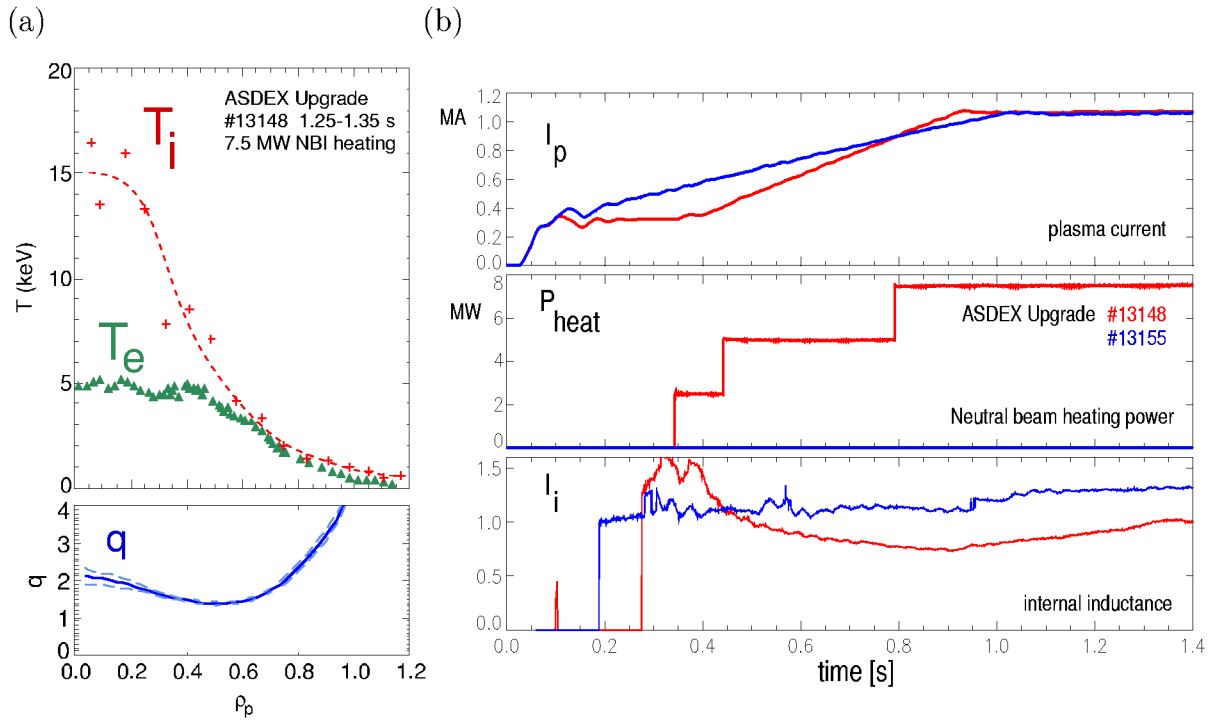 (a)
20
15
10
5
0
T (keV)
T_i
ASDEX Upgrade
#13148 1.25-1.35 s
7.5 MW NBI heating
T_e
4
3
2
1
0
q
q
0.0 0.2 0.4 0.6 0.8 1.0 1.2
ρ_p
(b)
1.2
1.0
0.8
0.6
0.4
0.2
0.0
MA
I_p
plasma current
8
6
4
2
0
MW
P_heat
ASDEX Upgrade #13148
#13155
Neutral beam heating power
1.5
1.0
0.5
0.0
l_i
internal inductance
0.0 0.2 0.4 0.6 0.8 1.0 1.2 1.4
time [s]